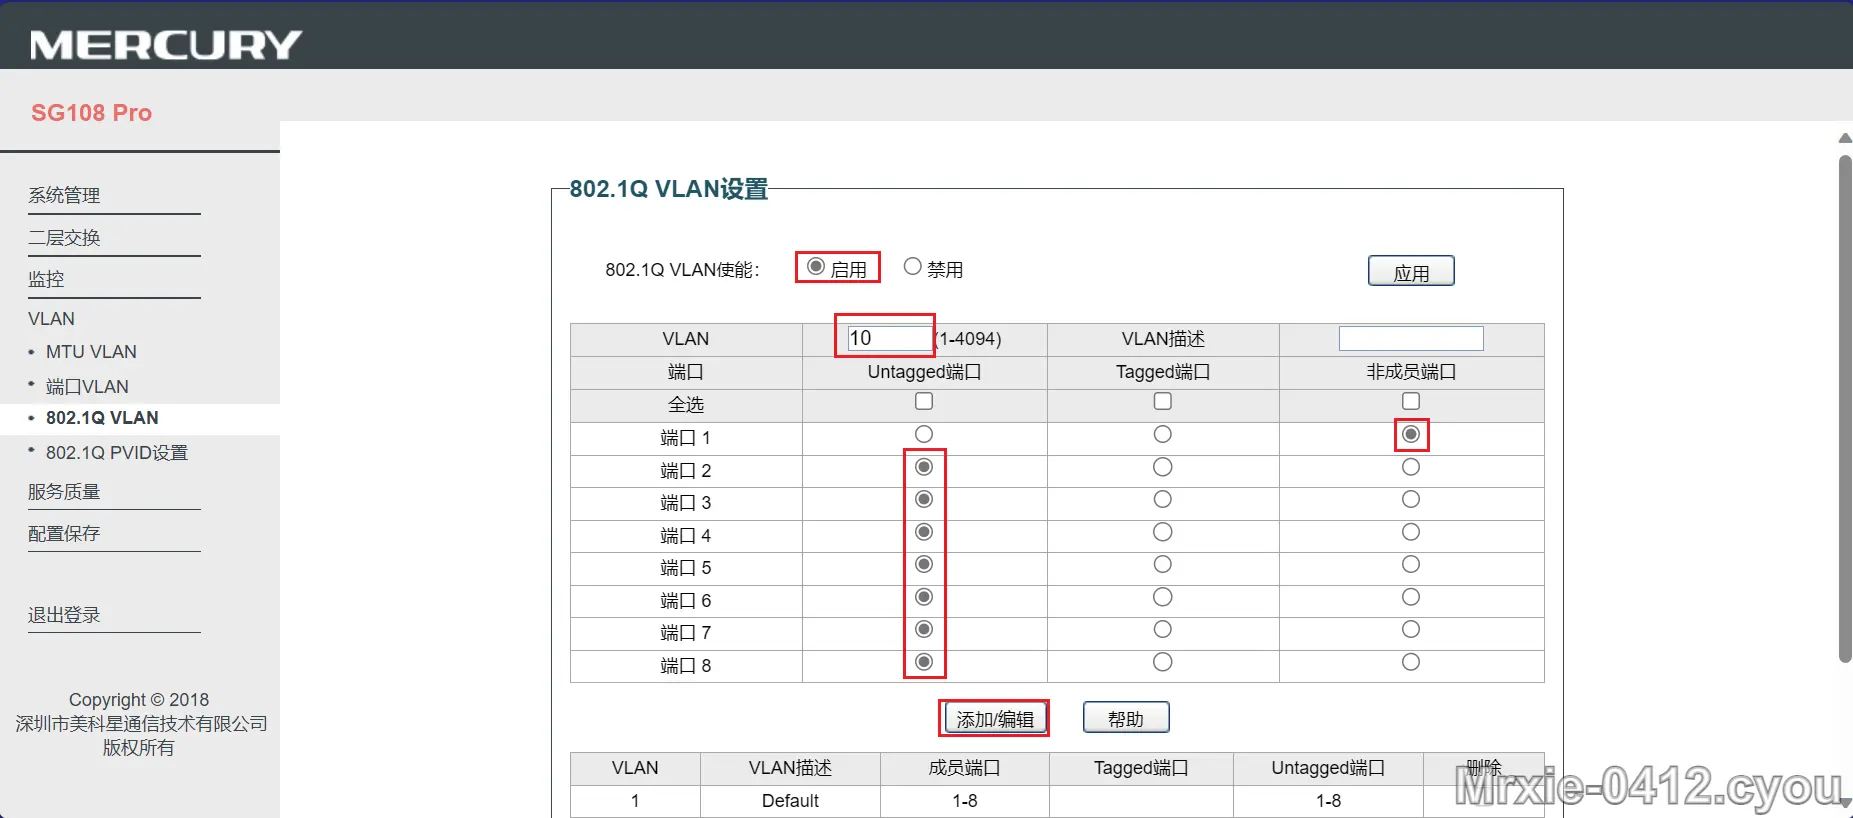 MERCURY
SG108 Pro
系统管理
二层交换
监控
VLAN
• MTU VLAN
• 端口VLAN
• 802.1Q VLAN
• 802.1Q PVID设置
服务质量
配置保存
退出登录
Copyright © 2018
深圳市美科星通信技术有限公司
版权所有
802.1Q VLAN设置
802.1Q VLAN使能： 启用 禁用 应用
VLAN 10 (1-4094) VLAN描述
端口 Untagged端口 Tagged端口 非成员端口
全选
端口 1
端口 2
端口 3
端口 4
端口 5
端口 6
端口 7
端口 8
添加/编辑 帮助
VLAN VLAN描述 成员端口 Tagged端口 Untagged端口 删除
1 Default 1-8 1-8
Mrxie-0412.cyou